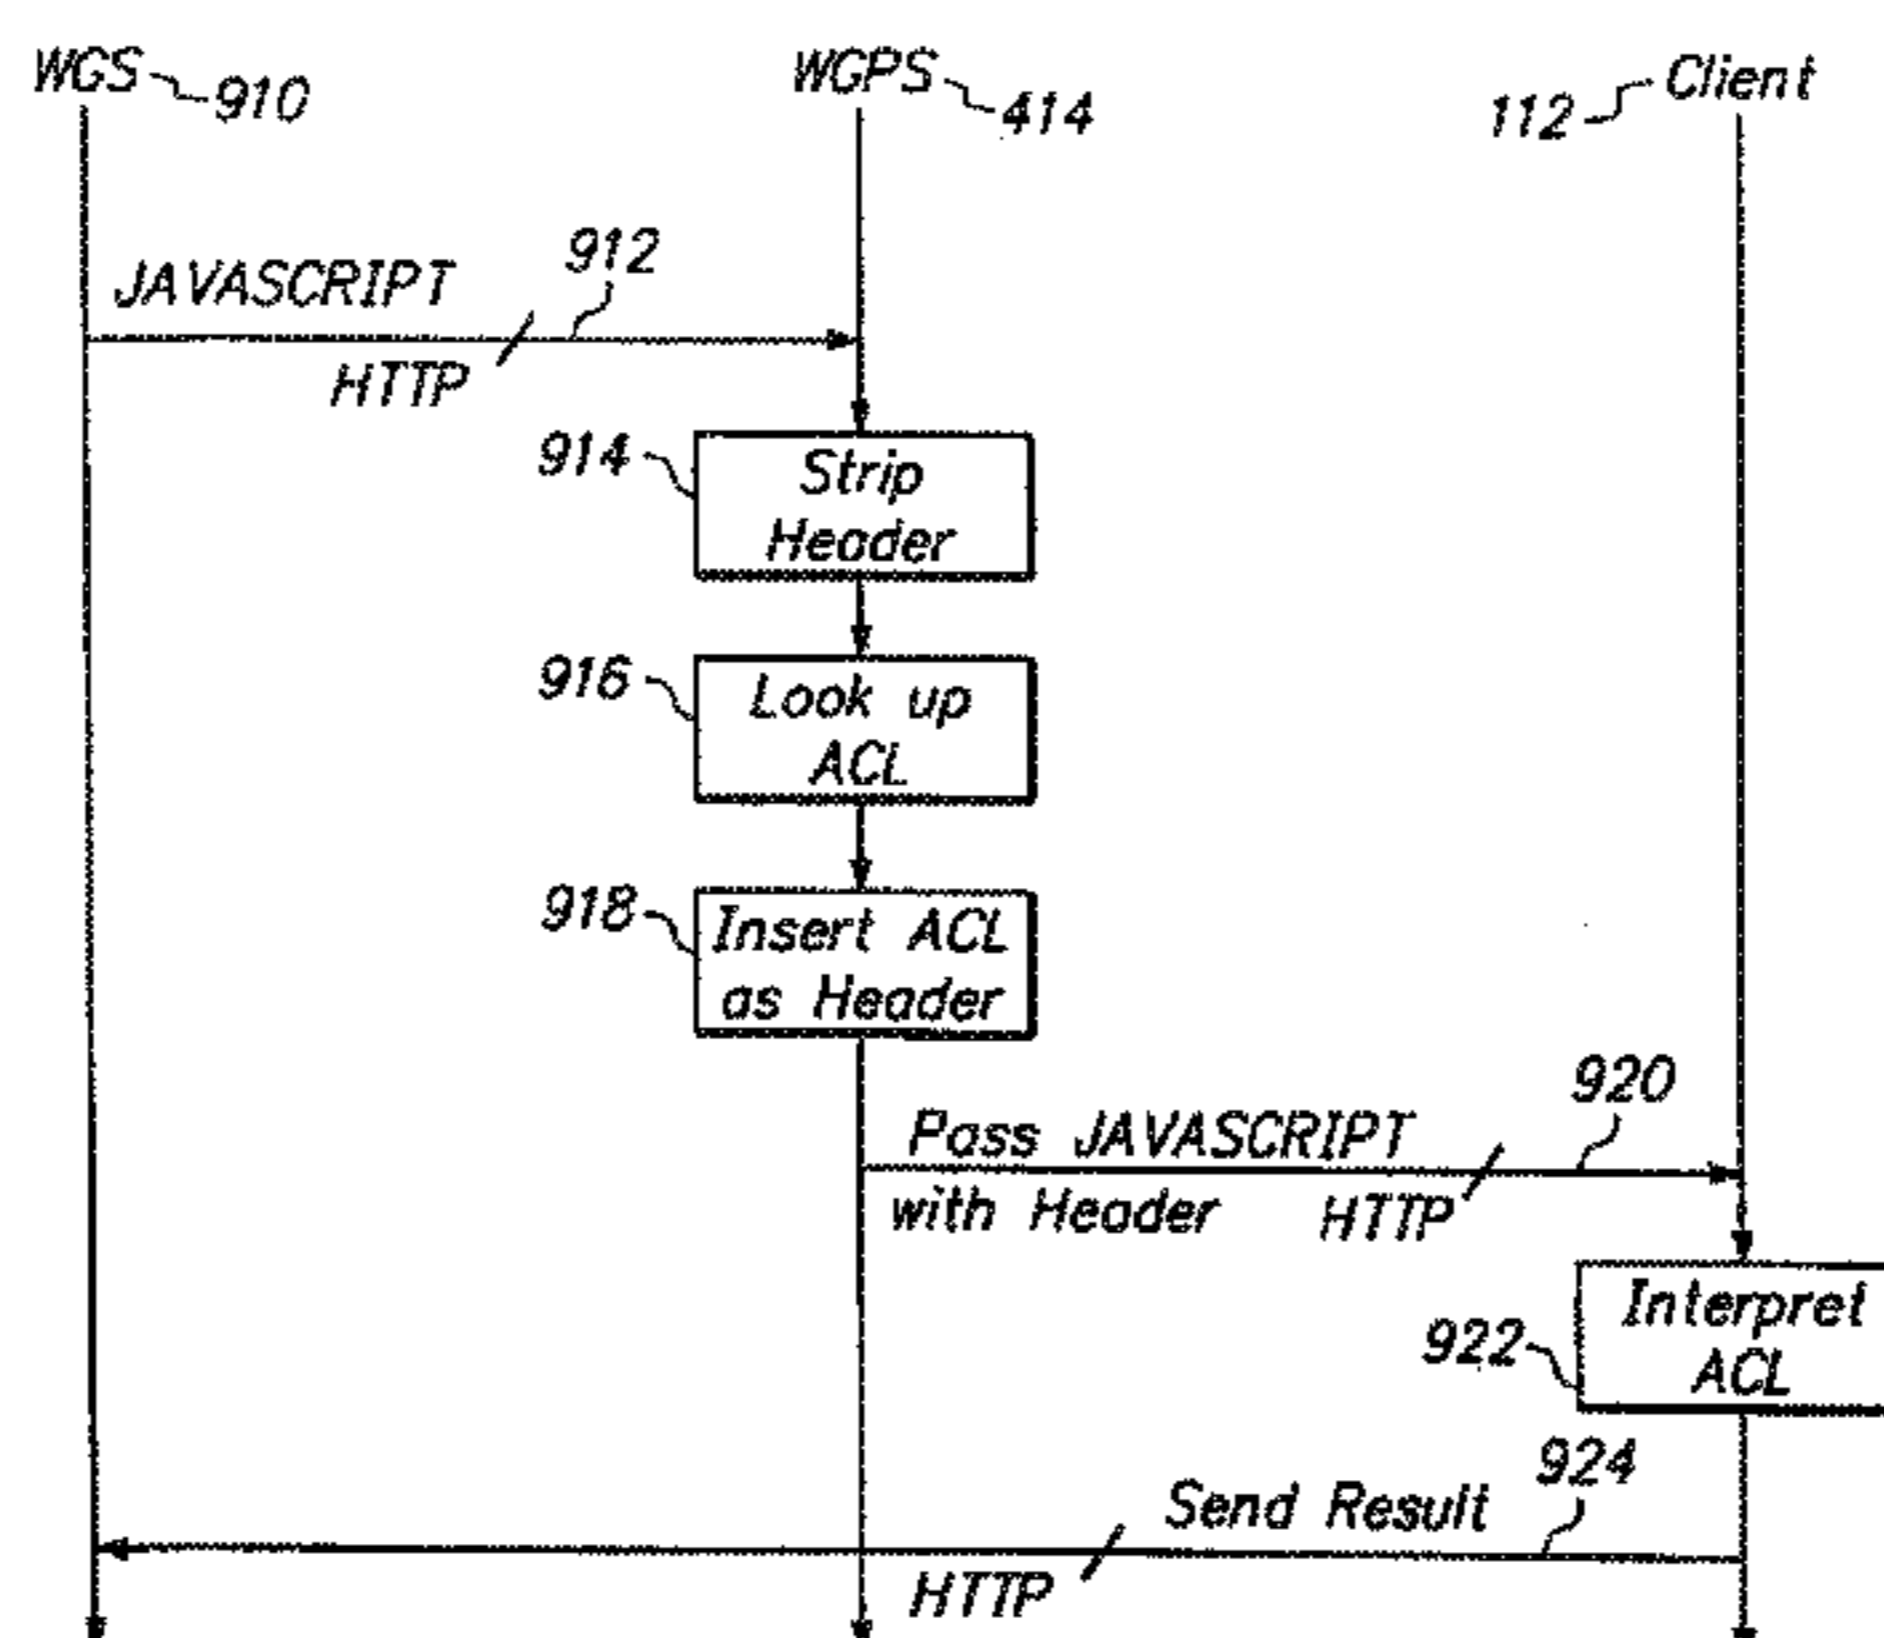 WGS 910
WGPS 414
112 Client
912
JAVASCRIPT
HTTP
914
Strip
Header
916
Look up
ACL
918
Insert ACL
as Header
920
Pass JAVASCRIPT
with Header HTTP
Interpret
922
ACL
924
Send Result
HTTP